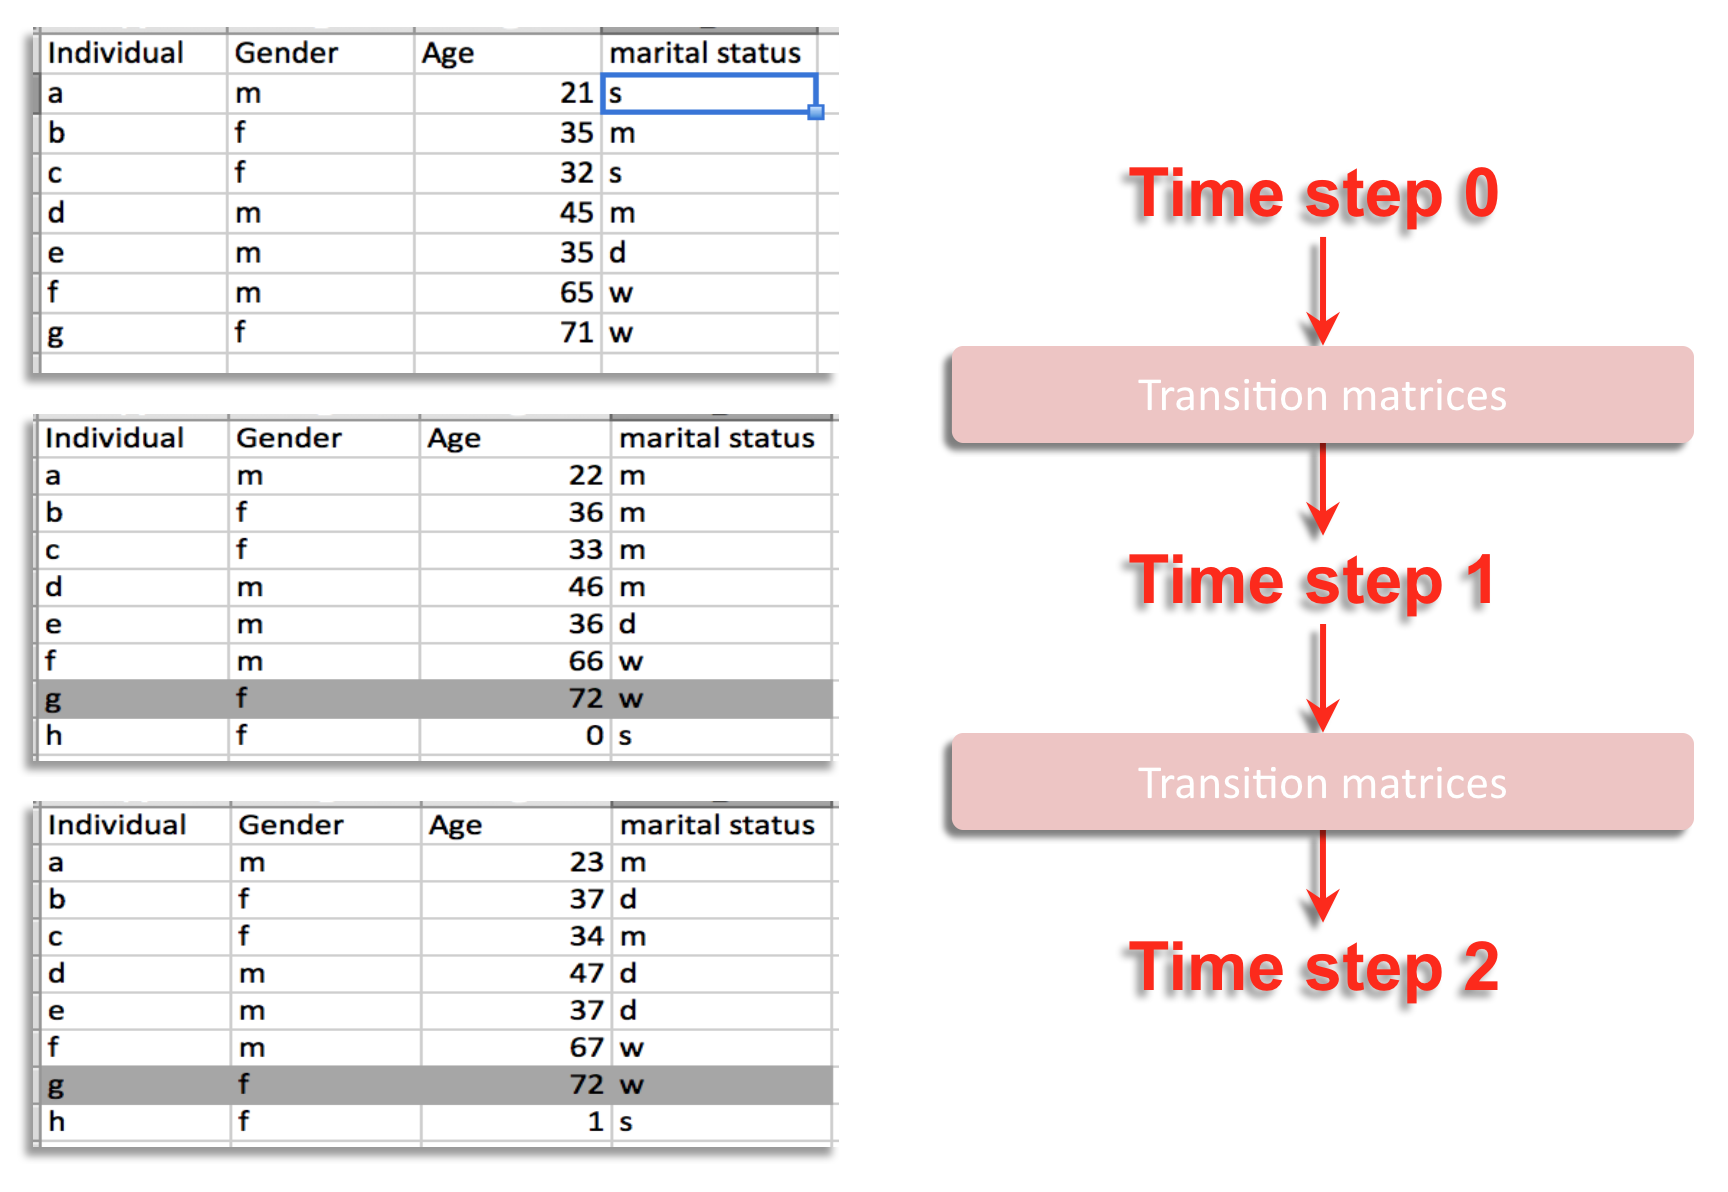 Individual Gender Age marital status
a m 21 s
b f 35 m
c f 32 s
d m 45 m
e m 35 d
f m 65 w
g f 71 w
Individual Gender Age marital status
a m 22 m
b f 36 m
c f 33 m
d m 46 m
e m 36 d
f m 66 w
g f 72 w
h f 0 s
Individual Gender Age marital status
a m 23 m
b f 37 d
c f 34 m
d m 47 d
e m 37 d
f m 67 w
g f 72 w
h f 1 s
Time step 0
Transition matrices
Time step 1
Transition matrices
Time step 2